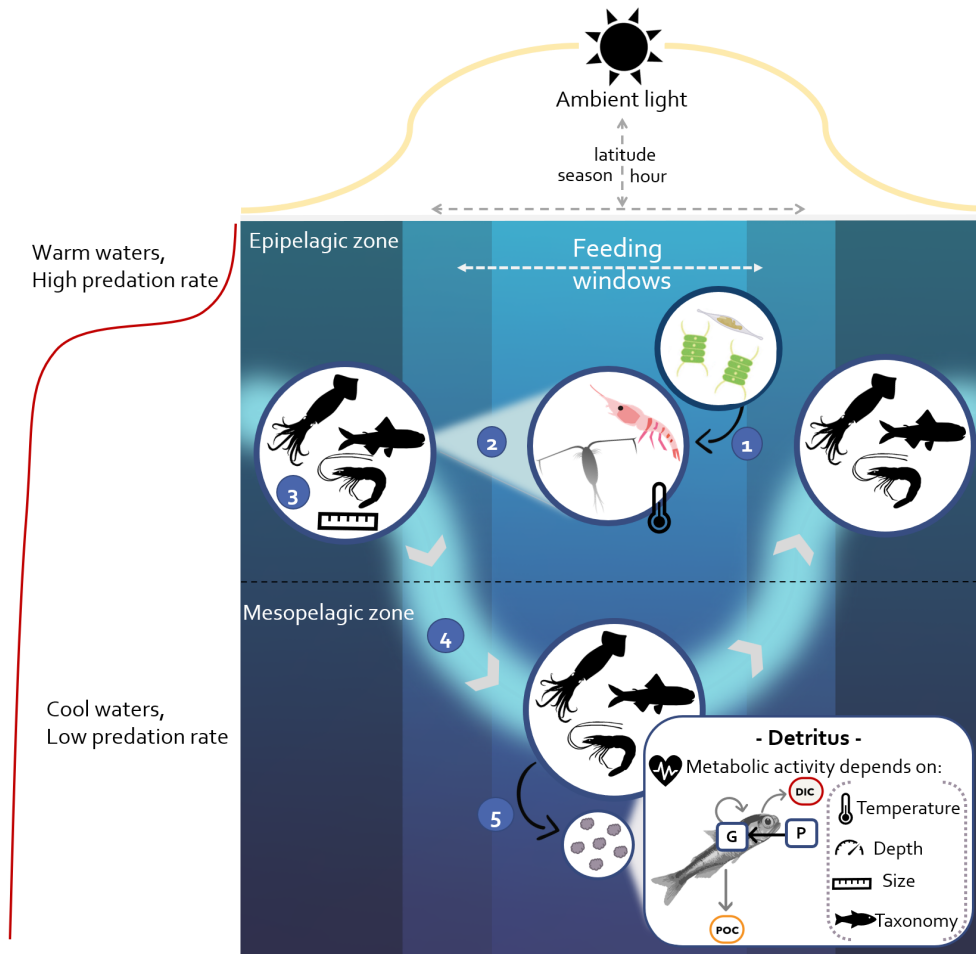 Ambient light
latitude
season
hour
Epipelagic zone
Feeding
windows
Warm waters,
High predation rate
1
2
3
Mesopelagic zone
4
Cool waters,
Low predation rate
5
- Detritus -
Metabolic activity depends on:
DIC
G
P
POC
Temperature
Depth
Size
Taxonomy